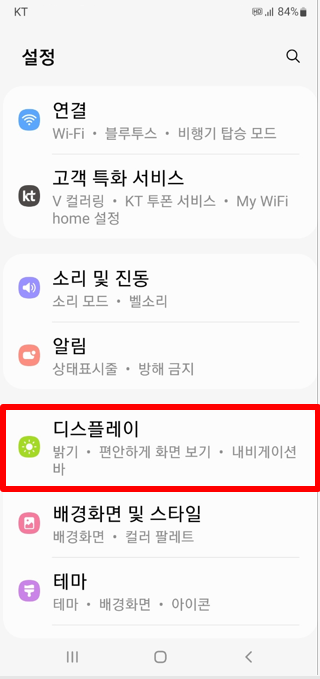 KT 84%
설정
연결
Wi-Fi • 블루투스 • 비행기 탑승 모드
kt
고객 특화 서비스
V 컬러링 • KT 투폰 서비스 • My WiFi
home 설정
소리 및 진동
소리 모드 • 벨소리
알림
상태표시줄 • 방해 금지
디스플레이
밝기 • 편안하게 화면 보기 • 내비게이션
바
배경화면 및 스타일
배경화면 • 컬러 팔레트
테마
테마 • 배경화면 • 아이콘